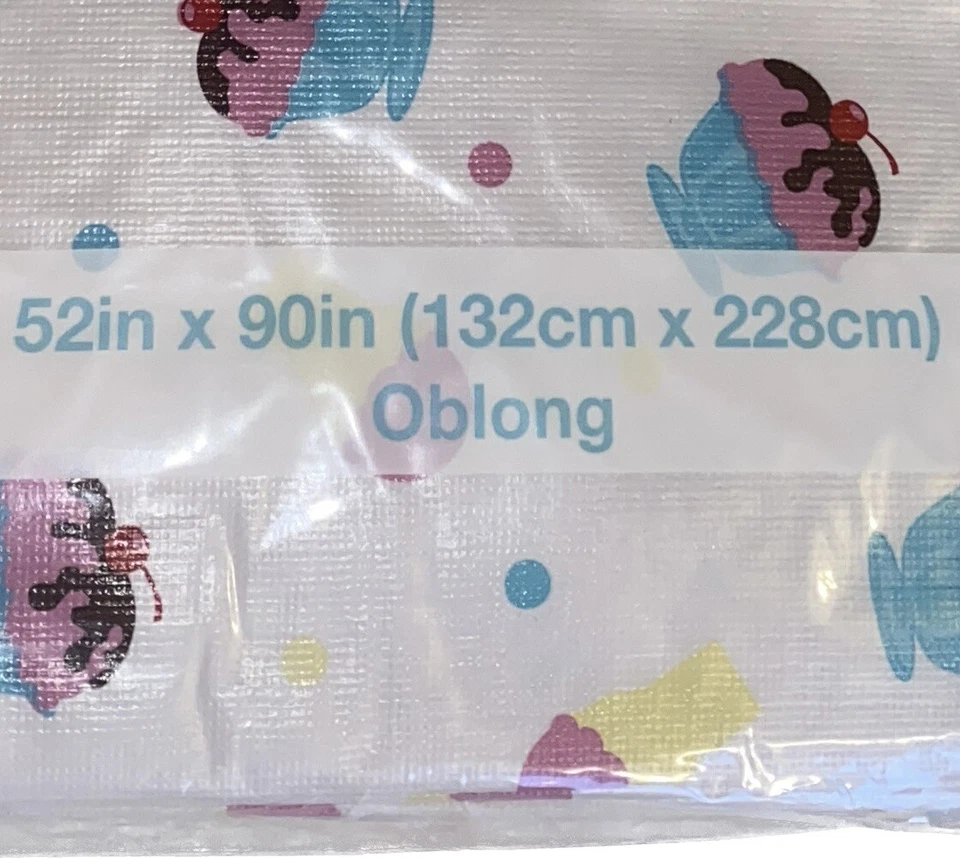 52in x 90in (132cm x 228cm)
Oblong